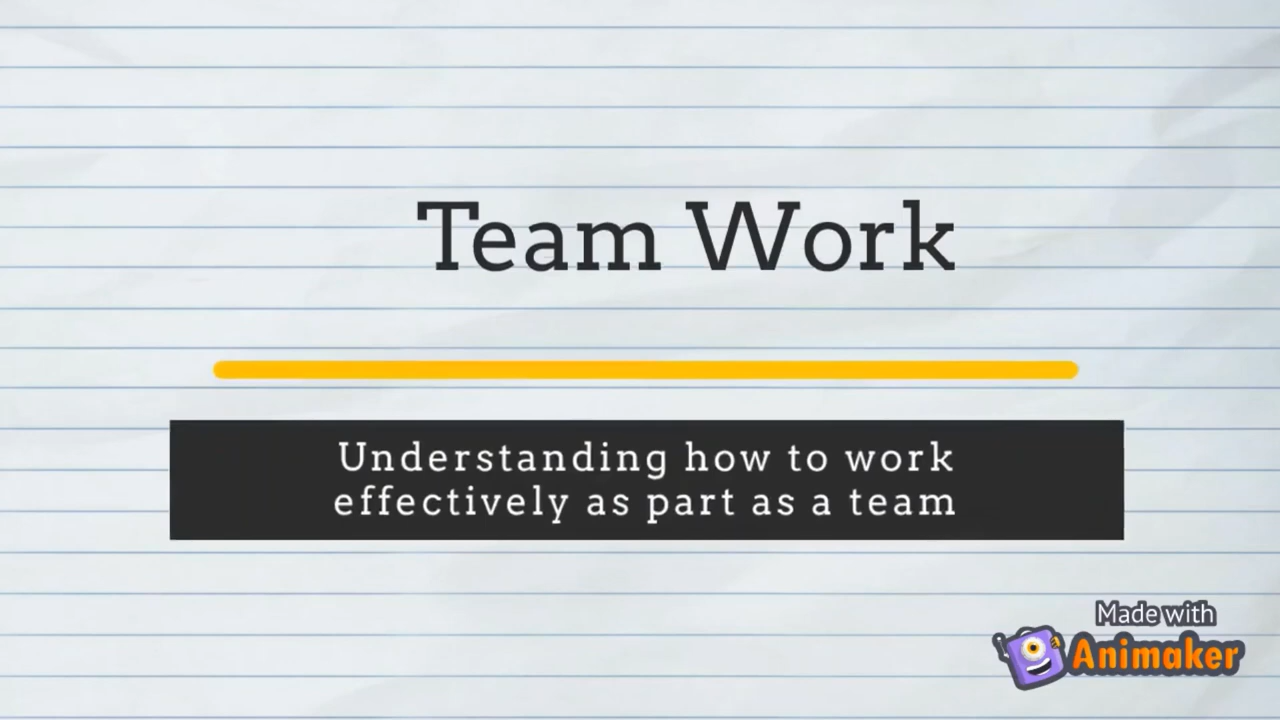 Team Work
Understanding how to work
effectively as part as a team
Made with
Animaker